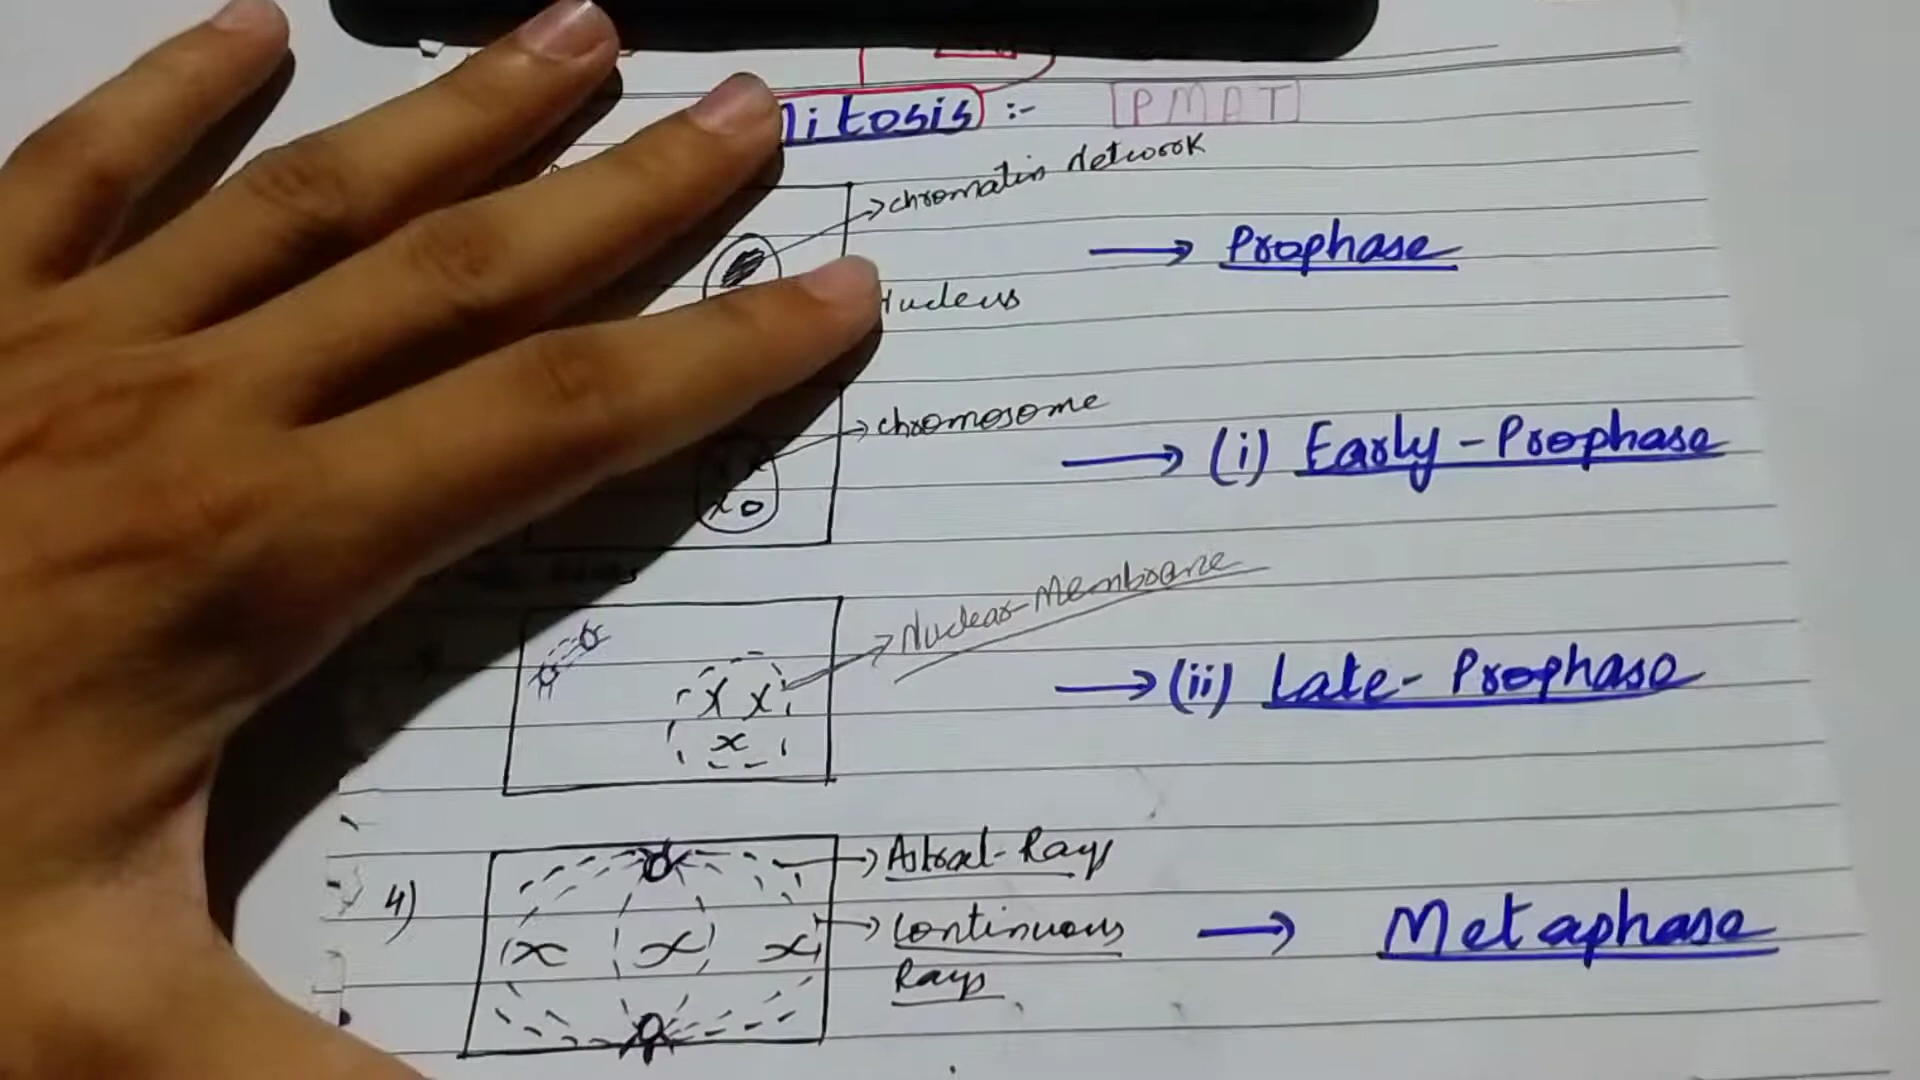 Mitosis :- PMAT
chromatin network
→ Prophase
Nucleus
chromosome
→ (i) Early-Prophase
Nuclear-Membrane
→ (ii) Late-Prophase
4)
Astral-Rays
Continuous
Rays
→ Metaphase